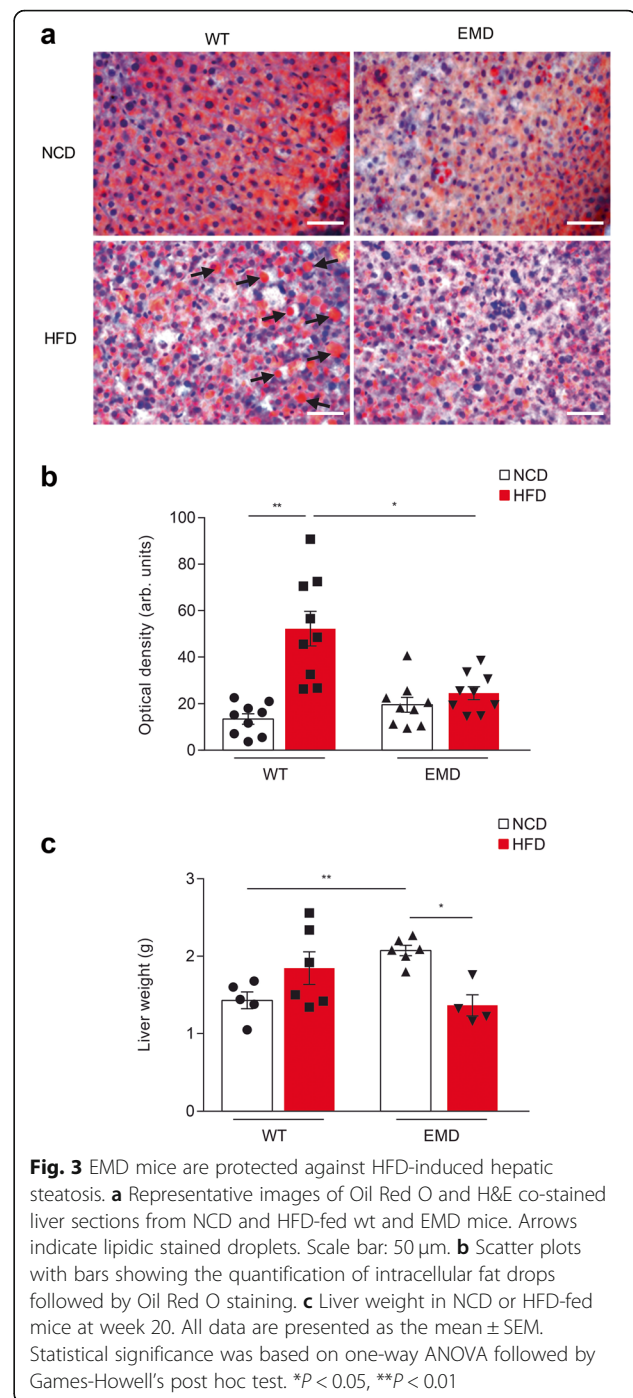 a
WT EMD
NCD
HFD
b
NCD
HFD
** *
100
80
60
40
20
0
Optical density (arb. units)
WT EMD
c
NCD
HFD
** *
3
2
1
0
Liver weight (g)
WT EMD
Fig. 3 EMD mice are protected against HFD-induced hepatic
steatosis. a Representative images of Oil Red O and H&E co-stained
liver sections from NCD and HFD-fed wt and EMD mice. Arrows
indicate lipidic stained droplets. Scale bar: 50 μm. b Scatter plots
with bars showing the quantification of intracellular fat drops
followed by Oil Red O staining. c Liver weight in NCD or HFD-fed
mice at week 20. All data are presented as the mean ± SEM.
Statistical significance was based on one-way ANOVA followed by
Games-Howell’s post hoc test. *P < 0.05, **P < 0.01